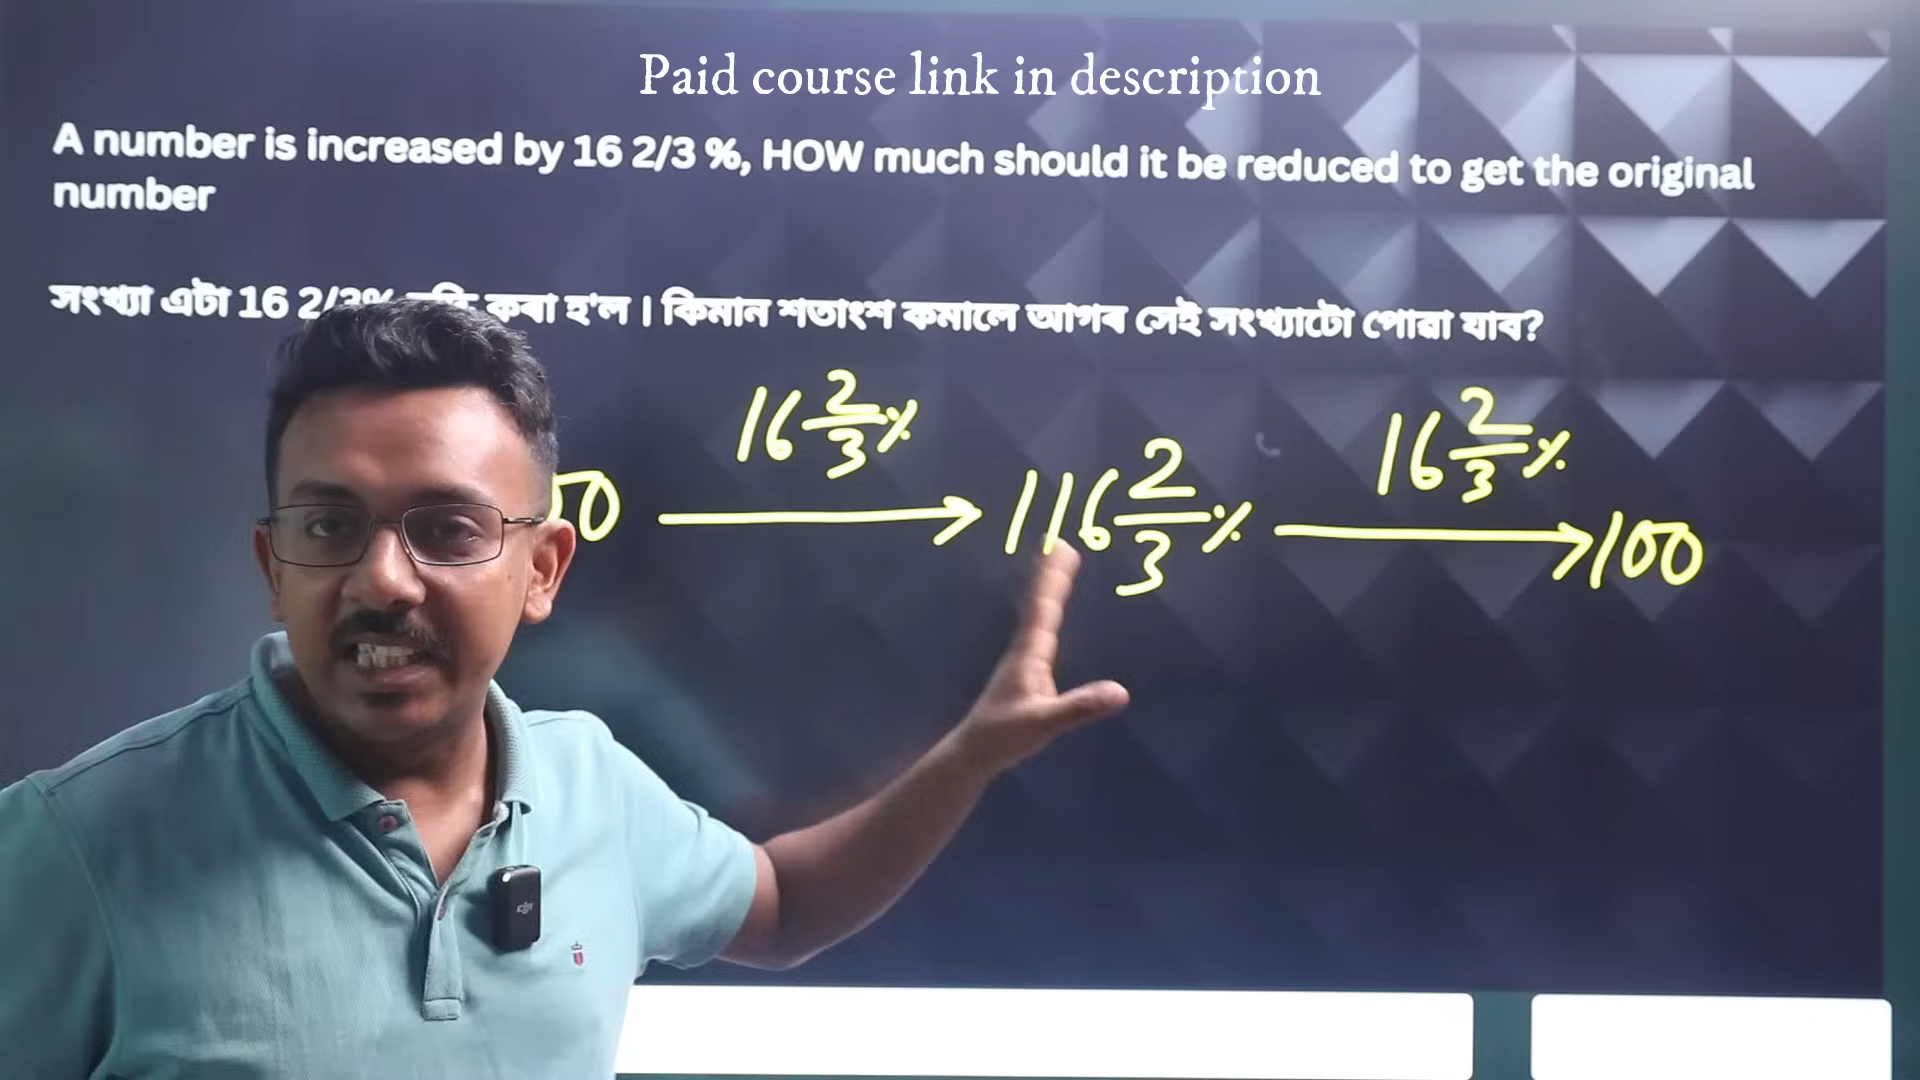 Paid course link in description
A number is increased by 16 2/3 %, HOW much should it be reduced to get the original
number
সংখ্যা এটা 16 2/3% কৰা হ'ল | কিমান শতাংশ কমালে আগৰ সেই সংখ্যাটো পোৱা যাব?
16 2/3 % 16 2/3 %
00 116 2/3 % 100